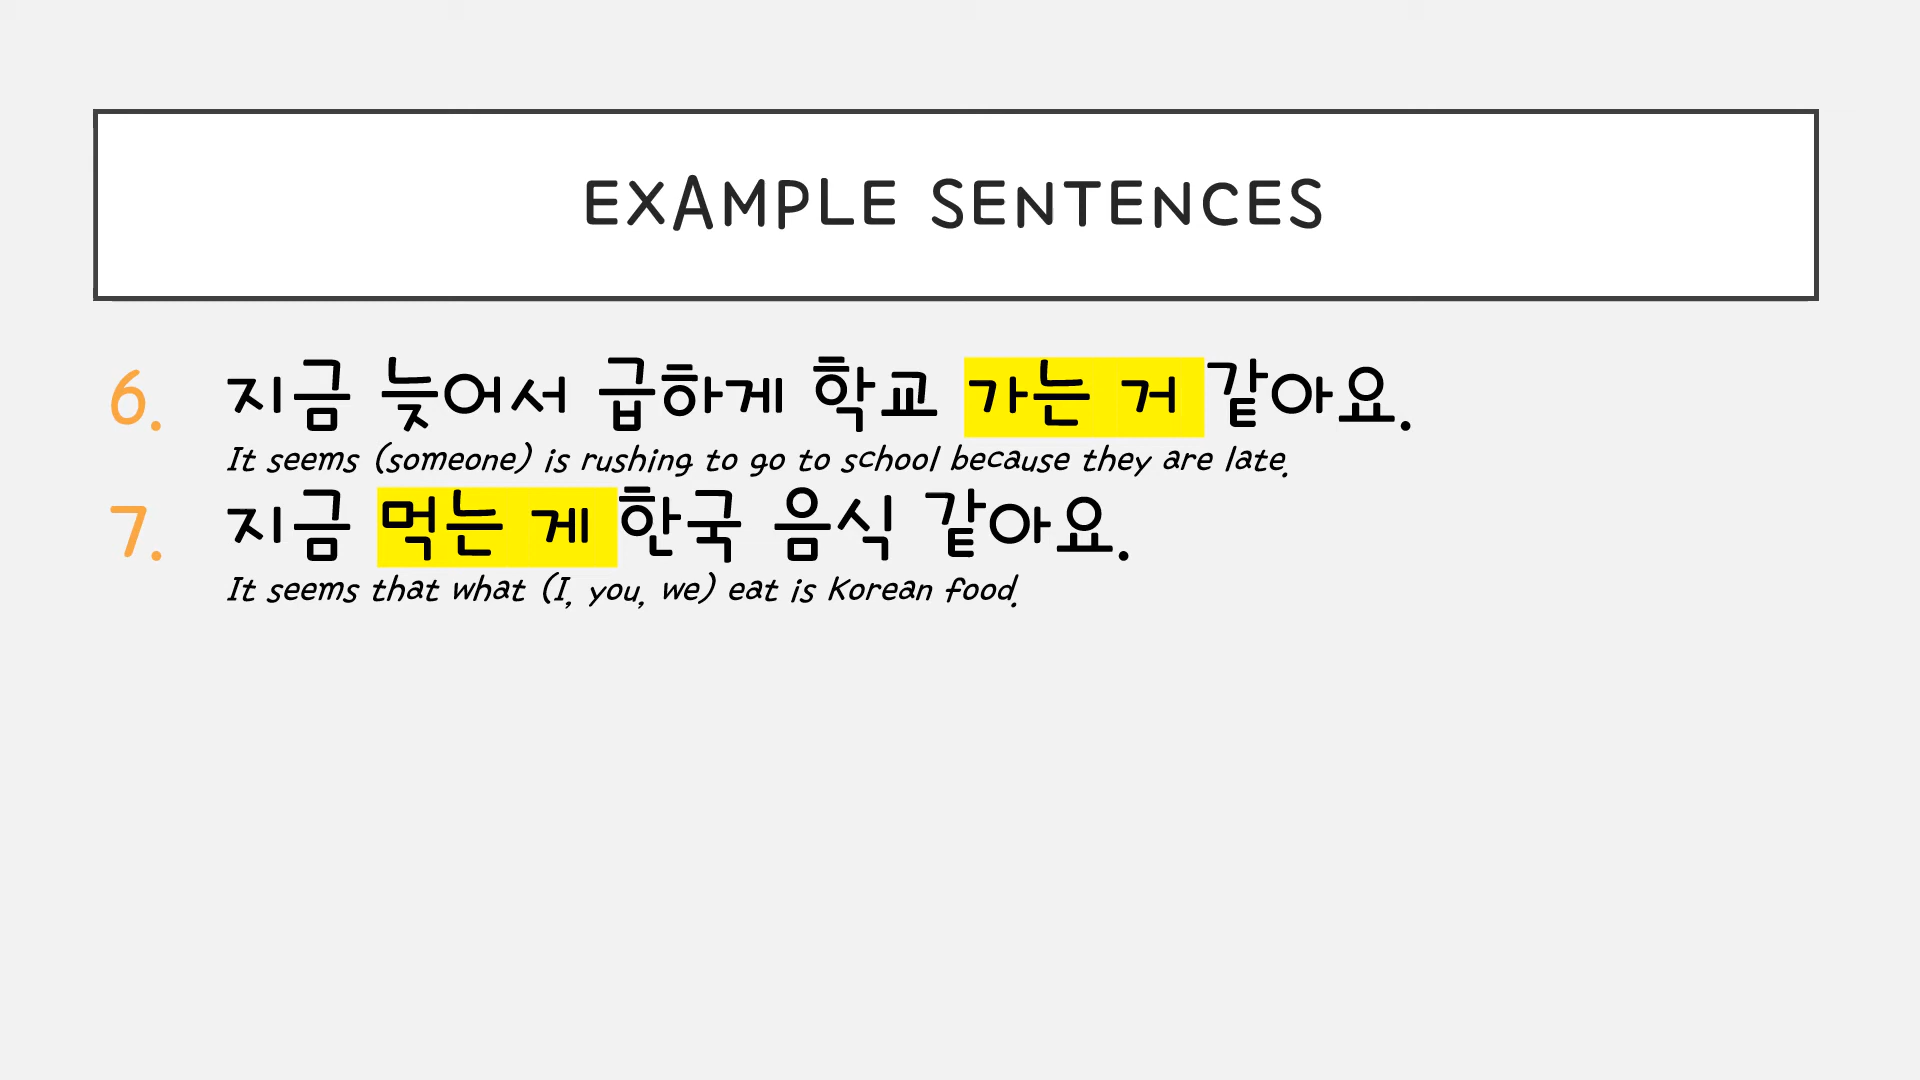 EXAMPLE SENTENCES
6. 지금 늦어서 급하게 학교 가는 거 같아요.
It seems (someone) is rushing to go to school because they are late.
7. 지금 먹는 게 한국 음식 같아요.
It seems that what (I, you, we) eat is Korean food.